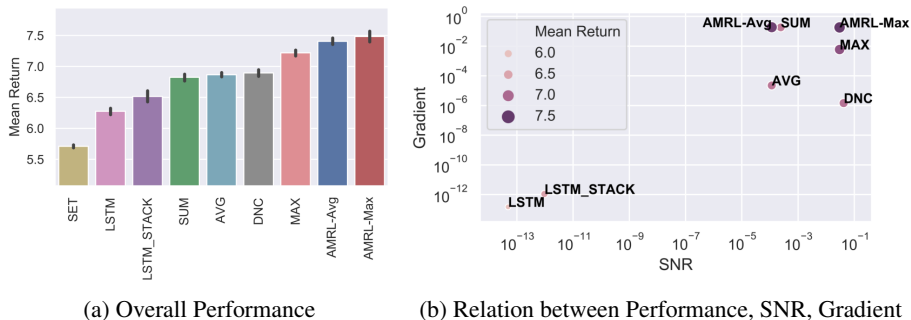 Mean Return
7.5
7.0
6.5
6.0
5.5
SET
LSTM
LSTM_STACK
SUM
AVG
DNC
MAX
AMRL-Avg
AMRL-Max
(a) Overall Performance
Gradient
10^0
10^-2
10^-4
10^-6
10^-8
10^-10
10^-12
Mean Return
6.0
6.5
7.0
7.5
AMRL-Avg
SUM
AMRL-Max
MAX
AVG
DNC
LSTM_STACK
LSTM
10^-13
10^-11
10^-9
10^-7
10^-5
10^-3
10^-1
SNR
(b) Relation between Performance, SNR, Gradient